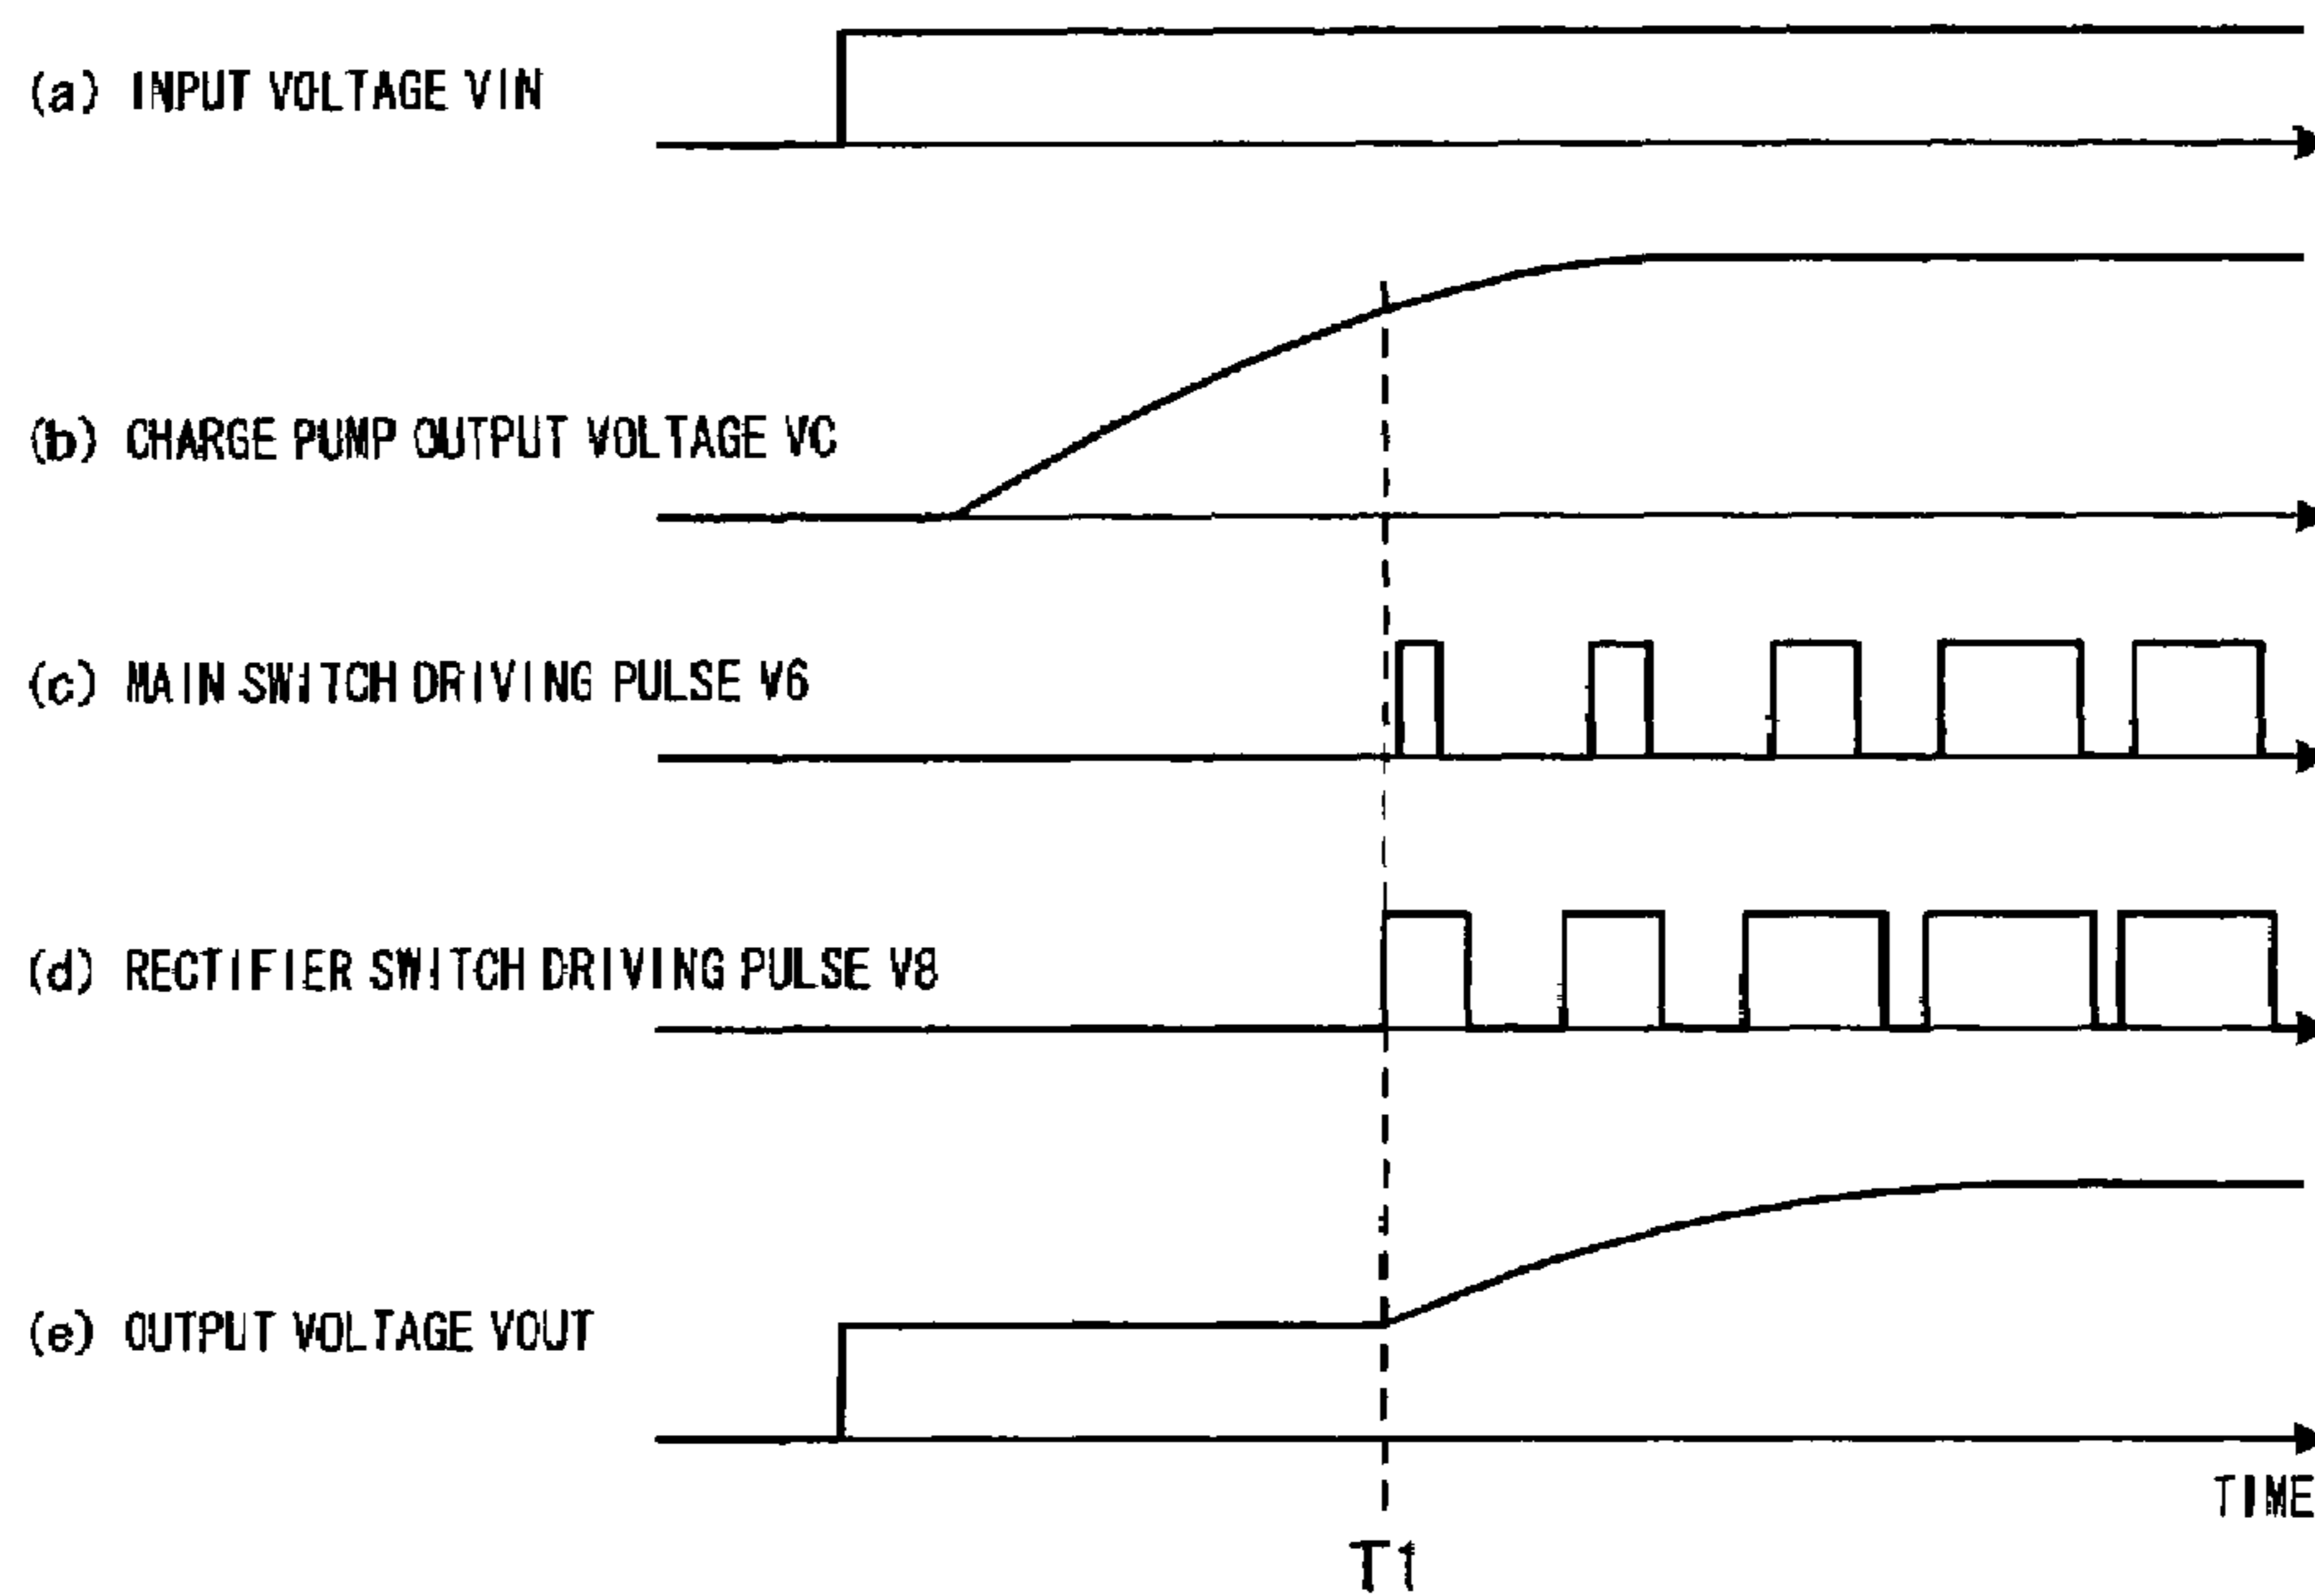 (a) INPUT VOLTAGE VIN
(b) CHARGE PUMP OUTPUT VOLTAGE VC
(c) MAIN SWITCH DRIVING PULSE V6
(d) RECTIFIER SWITCH DRIVING PULSE V8
(e) OUTPUT VOLTAGE VOUT
TIME
T1